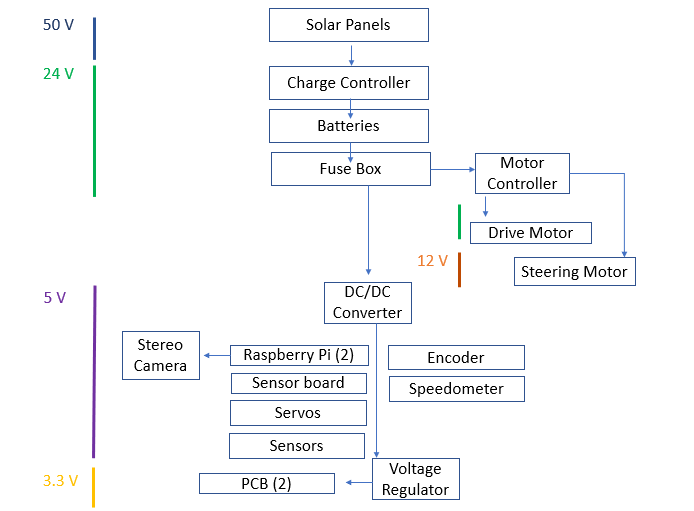 50 V
Solar Panels
24 V
Charge Controller
Batteries
Fuse Box
Motor
Controller
Drive Motor
12 V
Steering Motor
5 V
DC/DC
Converter
Stereo
Camera
Raspberry Pi (2)
Encoder
Sensor board
Speedometer
Servos
Sensors
3.3 V
PCB (2)
Voltage
Regulator